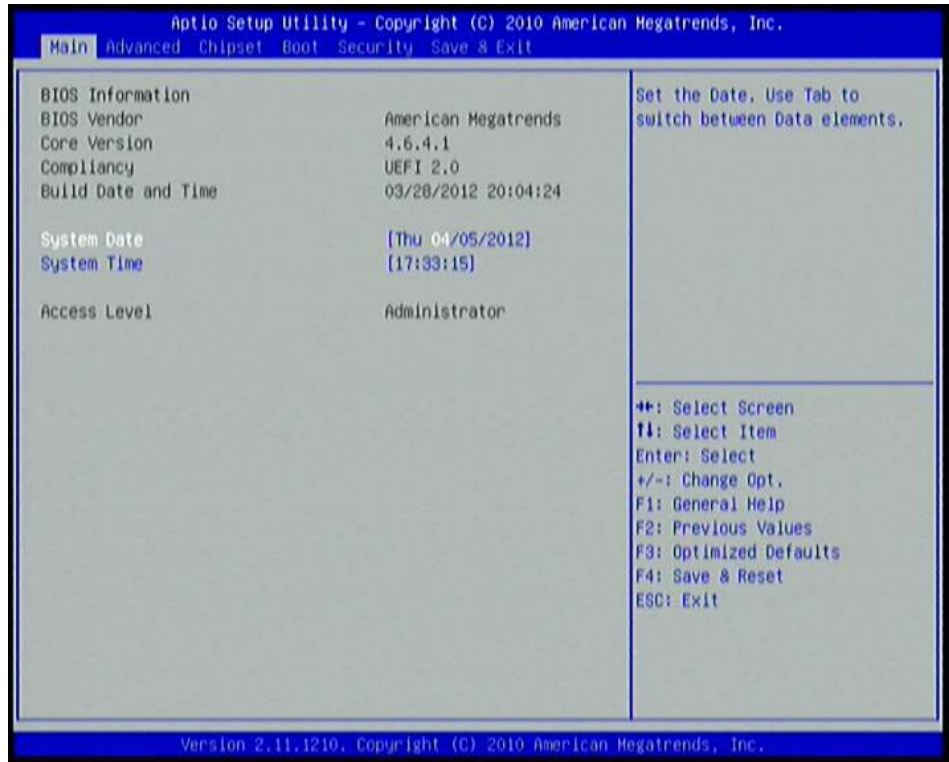 Aptio Setup Utility - Copyright (C) 2010 American Megatrends, Inc.
Main Advanced Chipset Boot Security Save & Exit
BIOS Information
BIOS Vendor American Megatrends
Core Version 4.6.4.1
Compliancy UEFI 2.0
Build Date and Time 03/28/2012 20:04:24
System Date [Thu 04/05/2012]
System Time [17:33:15]
Access Level Administrator
Set the Date. Use Tab to
switch between Data elements.
→←: Select Screen
↑↓: Select Item
Enter: Select
+/-: Change Opt.
F1: General Help
F2: Previous Values
F3: Optimized Defaults
F4: Save & Reset
ESC: Exit
Version 2.11.1210. Copyright (C) 2010 American Megatrends, Inc.